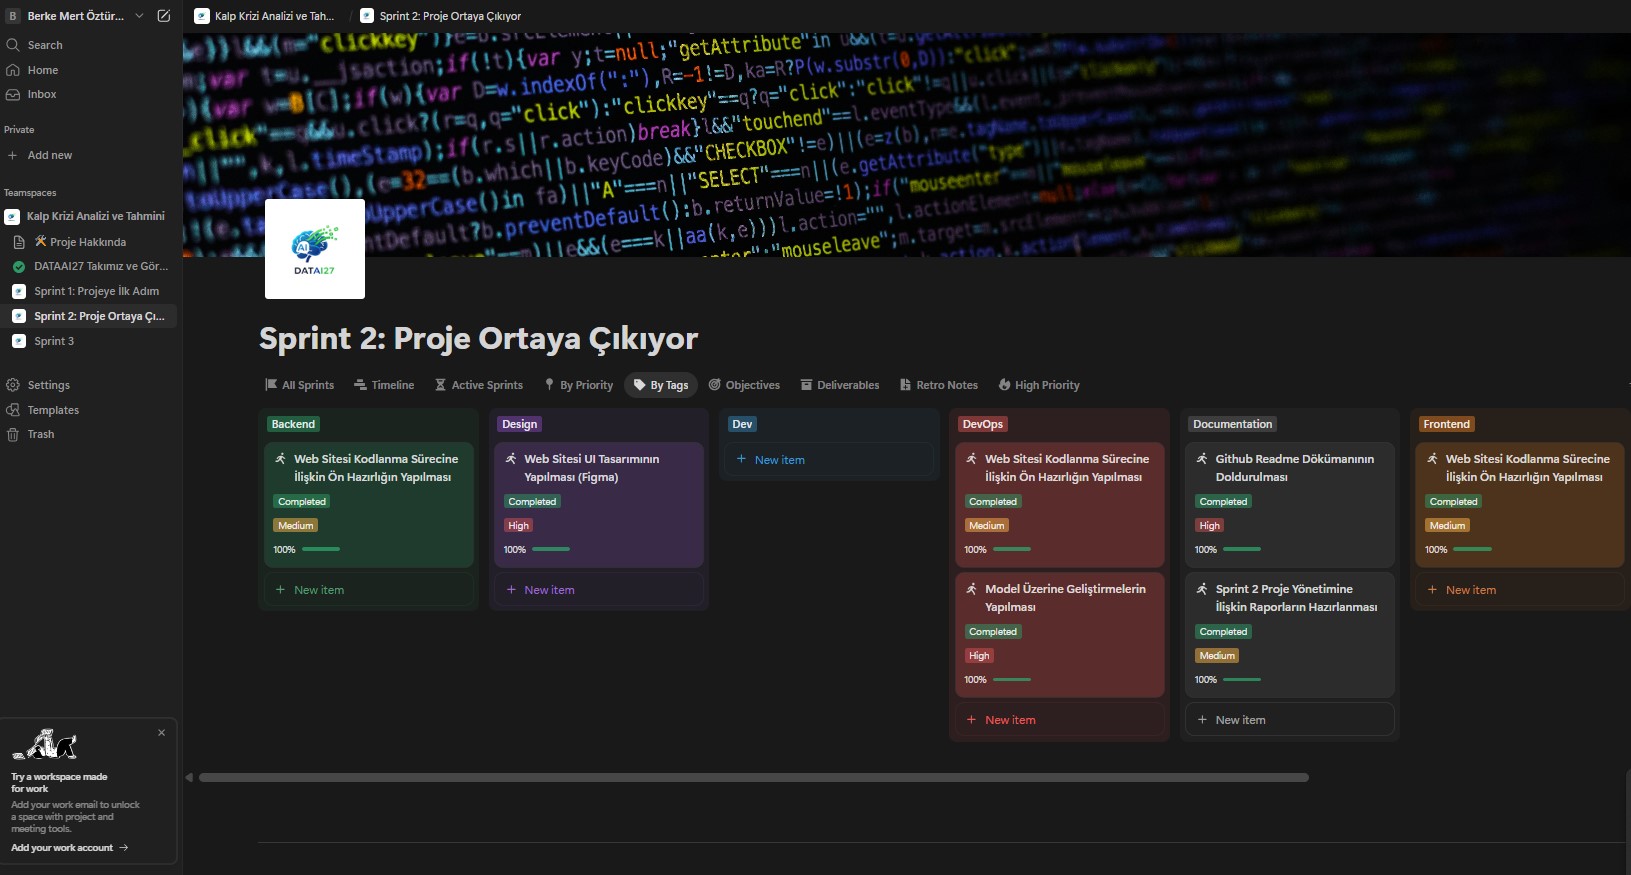 B Berke Mert Öztür...
Search
Home
Inbox
Private
Add new
Teamspaces
Kalp Krizi Analizi ve Tahmini
Proje Hakkında
DATAAI27 Takımız ve Gör...
Sprint 1: Projeye İlk Adım
Sprint 2: Proje Ortaya Çı...
Sprint 3
Settings
Templates
Trash
Try a workspace made
for work
Add your work email to unlock
a space with project and
meeting tools.
Add your work account →
Kalp Krizi Analizi ve Tah... / Sprint 2: Proje Ortaya Çıkıyor
AI
DATAI27
Sprint 2: Proje Ortaya Çıkıyor
All Sprints Timeline Active Sprints By Priority By Tags Objectives Deliverables Retro Notes High Priority
Backend
Web Sitesi Kodlanma Sürecine
İlişkin Ön Hazırlığın Yapılması
Completed
Medium
100%
+ New item
Design
Web Sitesi UI Tasarımının
Yapılması (Figma)
Completed
High
100%
+ New item
Dev
+ New item
DevOps
Web Sitesi Kodlanma Sürecine
İlişkin Ön Hazırlığın Yapılması
Completed
Medium
100%
Model Üzerine Geliştirmelerin
Yapılması
Completed
High
100%
+ New item
Documentation
Github Readme Dökümanının
Doldurulması
Completed
High
100%
Sprint 2 Proje Yönetimine
İlişkin Raporların Hazırlanması
Completed
Medium
100%
+ New item
Frontend
Web Sitesi Kodlanma Sürecine
İlişkin Ön Hazırlığın Yapılması
Completed
Medium
100%
+ New item